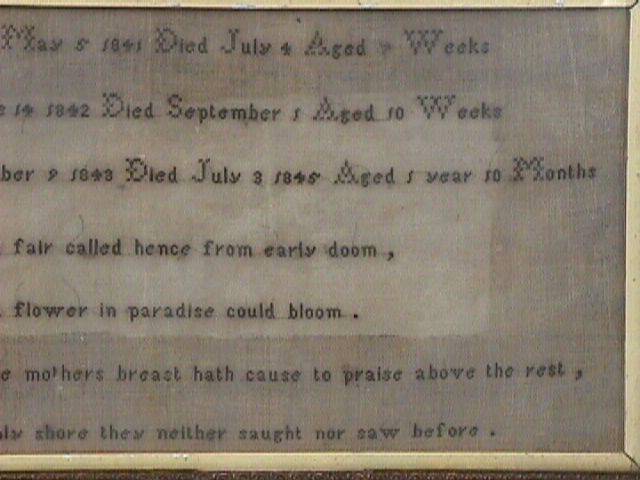 May 5 1841 Died July 4 Aged 9 Weeks
14 1842 Died September 1 Aged 10 Weeks
ber 9 1843 Died July 3 1845 Aged 1 year 10 Months
fair called hence from early doom ,
flower in paradise could bloom .
e mothers breast hath cause to praise above the rest ,
ly shore they neither saught nor saw before .